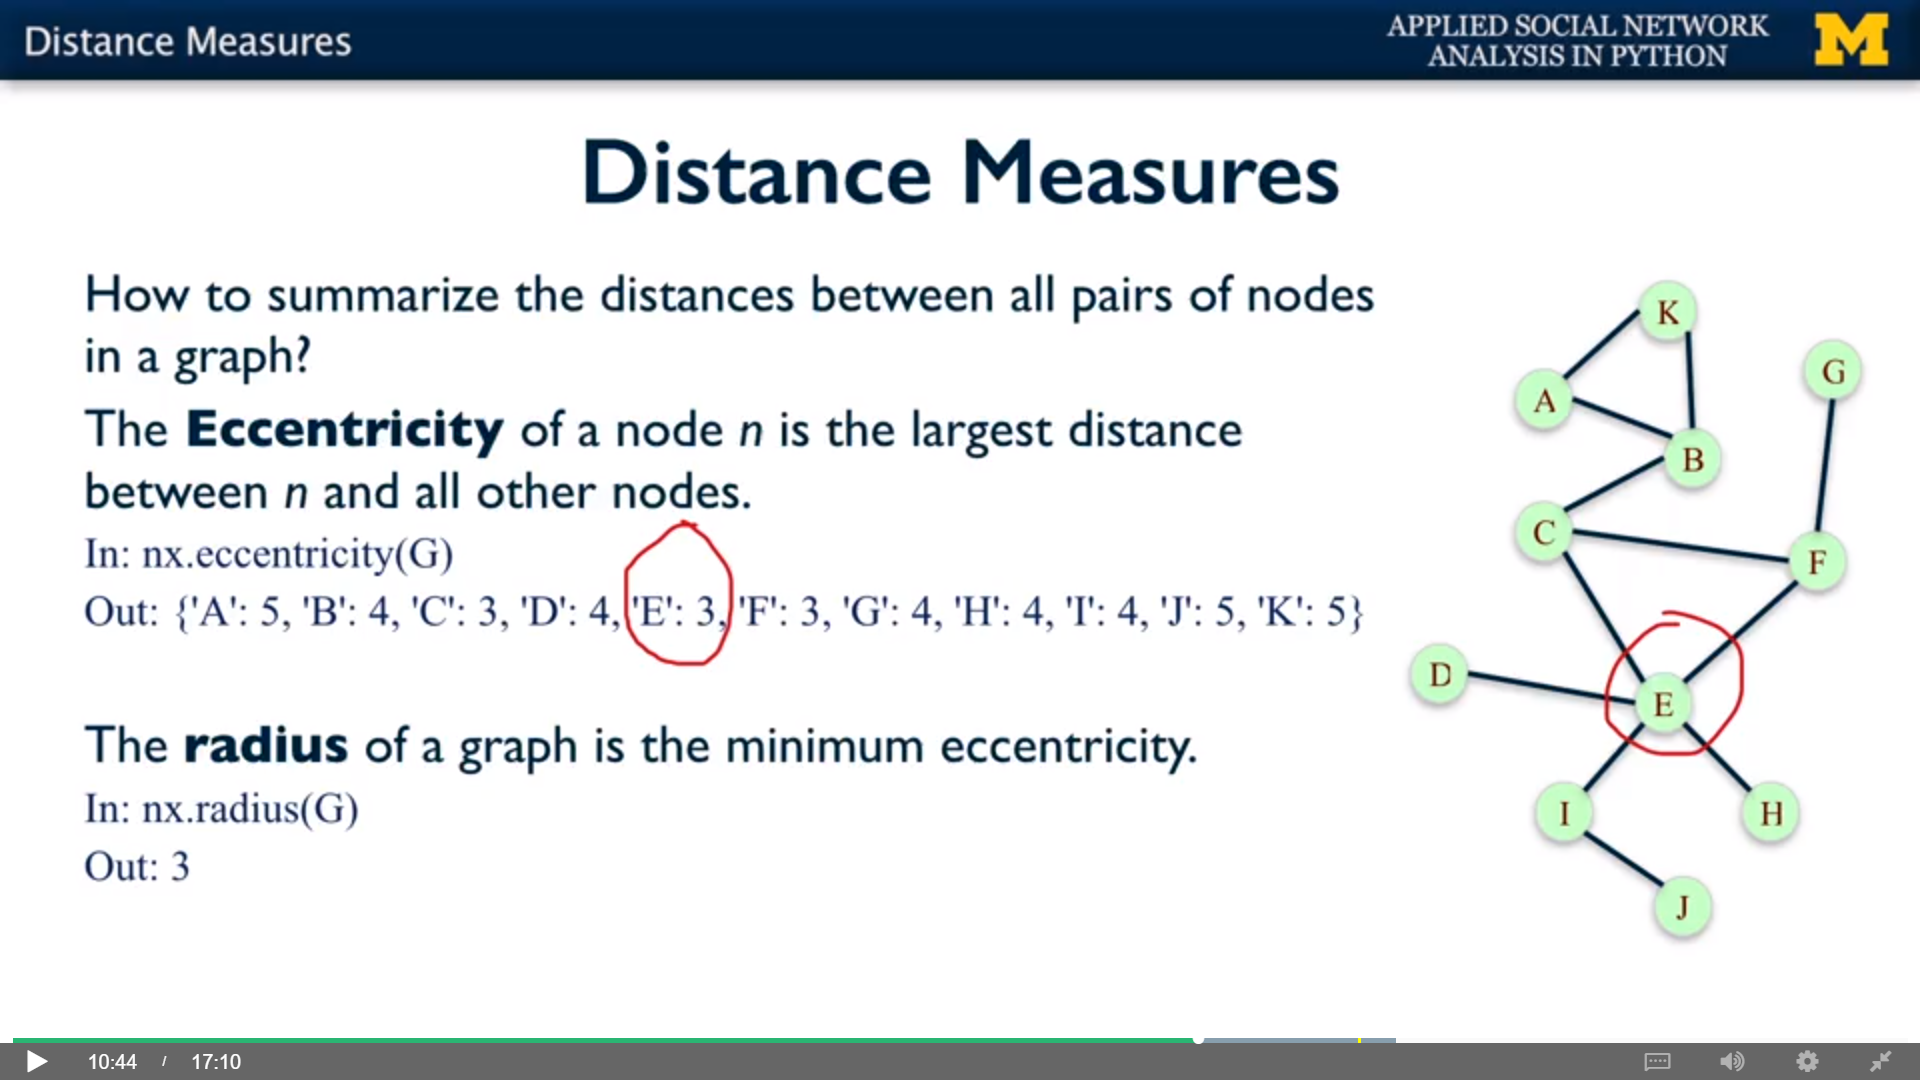 Distance Measures
APPLIED SOCIAL NETWORK
ANALYSIS IN PYTHON
M
Distance Measures
How to summarize the distances between all pairs of nodes
in a graph?
The Eccentricity of a node n is the largest distance
between n and all other nodes.
In: nx.eccentricity(G)
Out: {'A': 5, 'B': 4, 'C': 3, 'D': 4, 'E': 3, 'F': 3, 'G': 4, 'H': 4, 'I': 4, 'J': 5, 'K': 5}
The radius of a graph is the minimum eccentricity.
In: nx.radius(G)
Out: 3
K
G
A
B
C
F
D
E
I
H
J
10:44 / 17:10